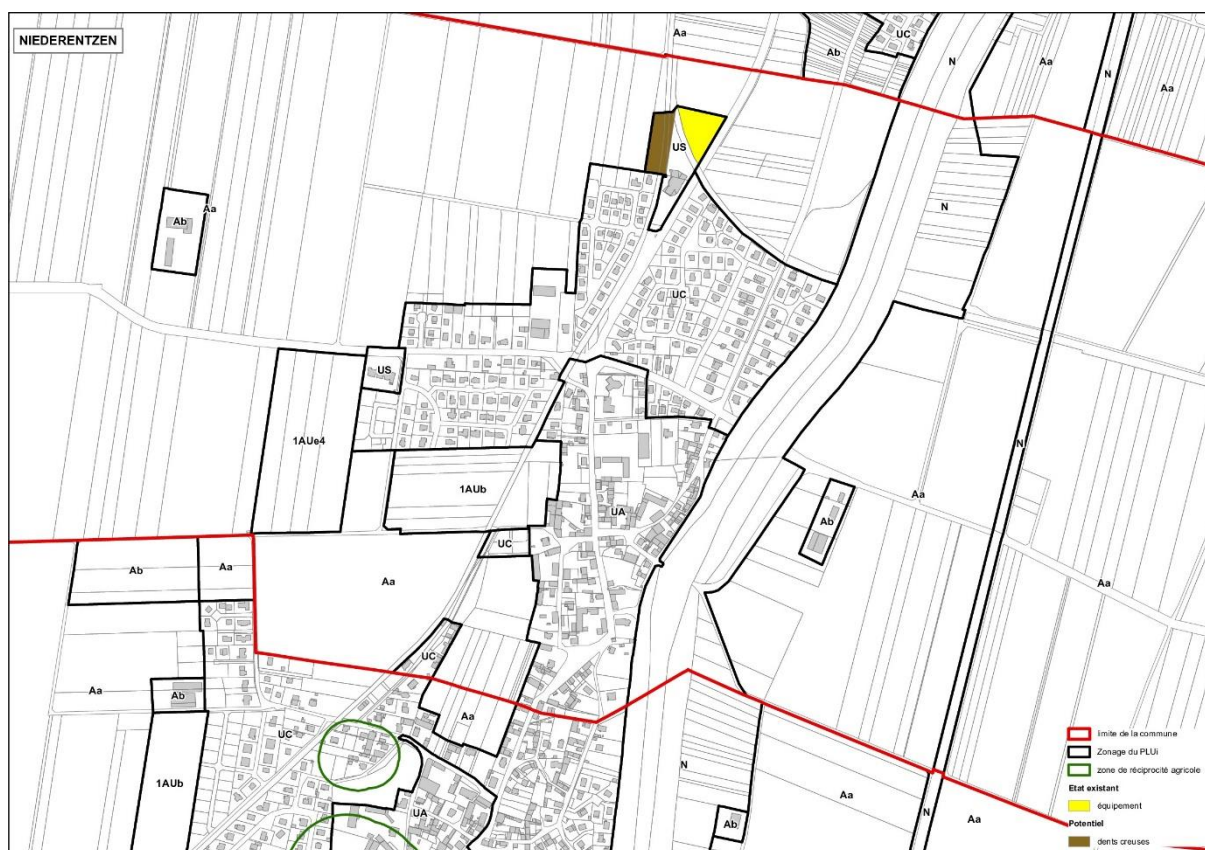 NIEDERENTZEN
Aa
Ab
UC
N
Aa
N
Aa
US
Ab
Aa
N
UC
US
1AUe4
1AUb
Aa
N
UA
Ab
UC
Ab
Aa
Aa
Aa
UC
Aa
Ab
Aa
UC
N
1AUb
UA
Aa
Ab
N
Aa
limite de la commune
Zonage du PLUi
zone de réciprocité agricole
Etat existant
équipement
Potentiel
dents creuses